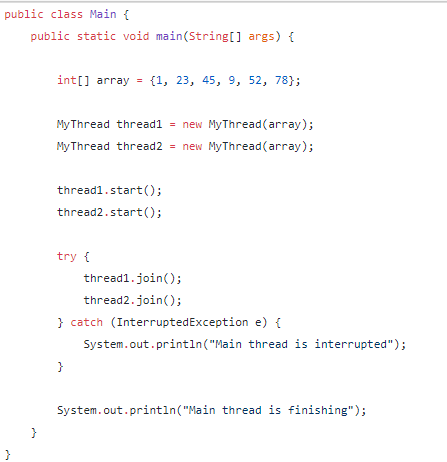 public class Main {
public static void main(String[] args) {
int[] array = {1, 23, 45, 9, 52, 78};
MyThread thread1 = new MyThread(array);
MyThread thread2 = new MyThread(array);
thread1.start();
thread2.start();
try {
thread1.join();
thread2.join();
} catch (InterruptedException e) {
System.out.println("Main thread is interrupted");
}
System.out.println("Main thread is finishing");
}
}